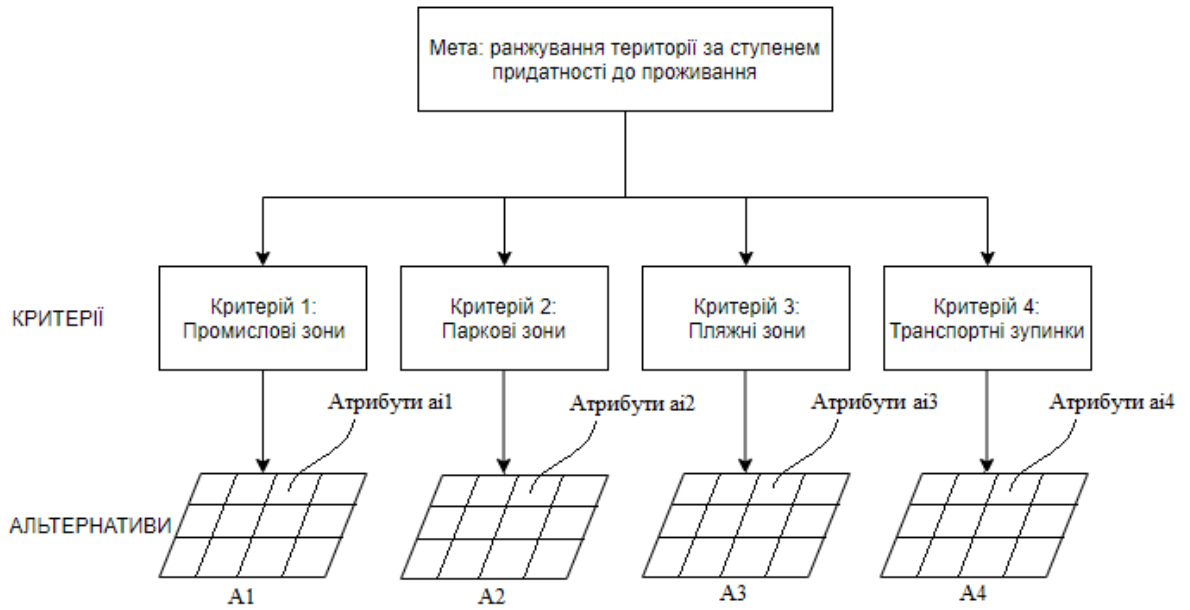 Мета: ранжування території за ступенем
придатності до проживання
КРИТЕРІЇ
Критерій 1:
Промислові зони
Критерій 2:
Паркові зони
Критерій 3:
Пляжні зони
Критерій 4:
Транспортні зупинки
Атрибути ai1
Атрибути ai2
Атрибути ai3
Атрибути ai4
АЛЬТЕРНАТИВИ
A1
A2
A3
A4